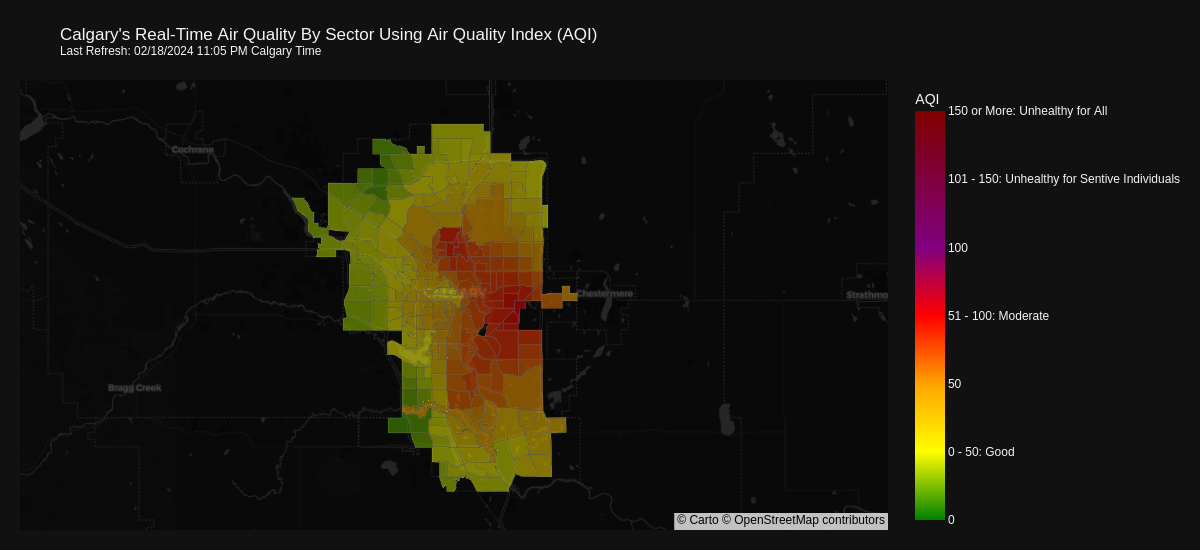 Calgary's Real-Time Air Quality By Sector Using Air Quality Index (AQI)
Last Refresh: 02/18/2024 11:05 PM Calgary Time
AQI
150 or More: Unhealthy for All
101 - 150: Unhealthy for Sentive Individuals
100
51 - 100: Moderate
50
0 - 50: Good
0
Cochrane
CALGARY
Chestermere
Strathmo
Bragg Creek
© Carto © OpenStreetMap contributors